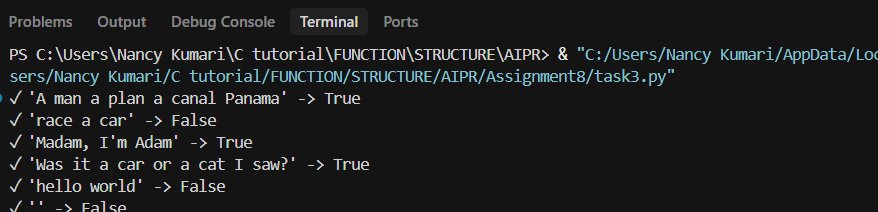 Problems Output Debug Console Terminal Ports
PS C:\Users\Nancy Kumari\C tutorial\FUNCTION\STRUCTURE\AIPR> & "C:/Users/Nancy Kumari/AppData/Loc
sers/Nancy Kumari/C tutorial/FUNCTION/STRUCTURE/AIPR/Assignment8/task3.py"
✓ 'A man a plan a canal Panama' -> True
✓ 'race a car' -> False
✓ 'Madam, I'm Adam' -> True
✓ 'Was it a car or a cat I saw?' -> True
✓ 'hello world' -> False
✓ '' -> False